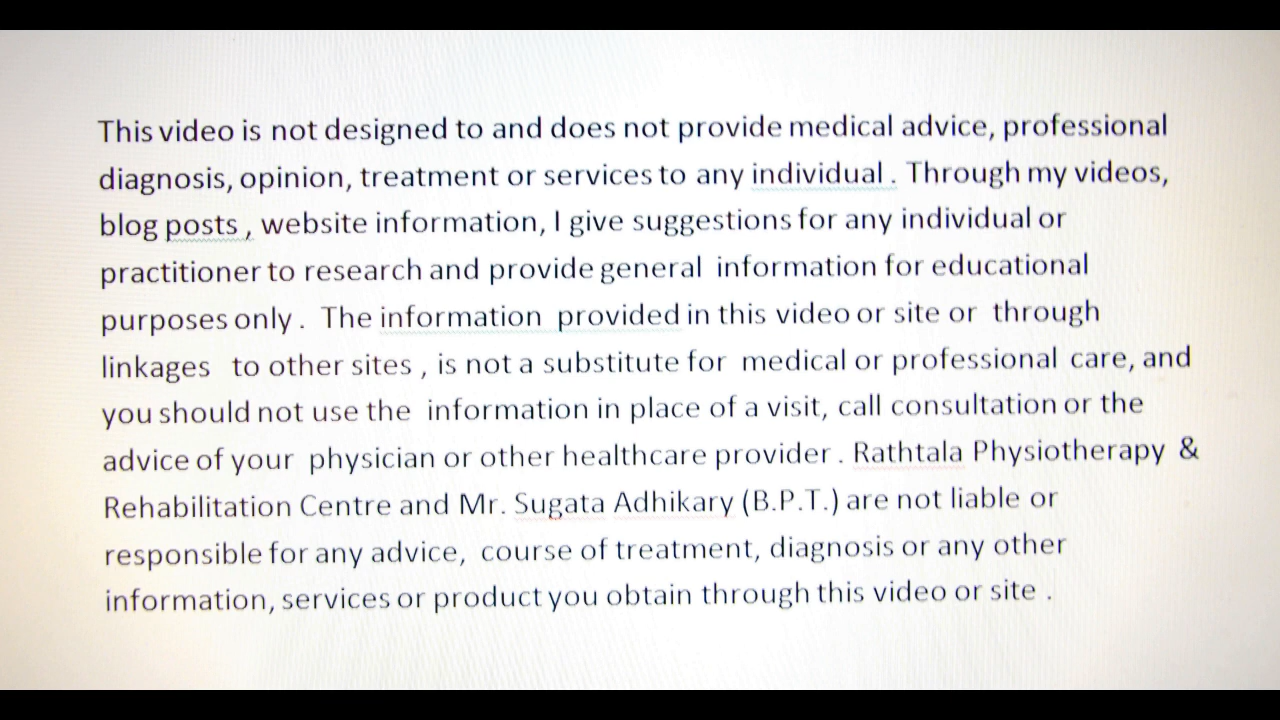 This video is not designed to and does not provide medical advice, professional
diagnosis, opinion, treatment or services to any individual . Through my videos,
blog posts , website information, I give suggestions for any individual or
practitioner to research and provide general information for educational
purposes only . The information provided in this video or site or through
linkages to other sites , is not a substitute for medical or professional care, and
you should not use the information in place of a visit, call consultation or the
advice of your physician or other healthcare provider . Rathtala Physiotherapy &
Rehabilitation Centre and Mr. Sugata Adhikary (B.P.T.) are not liable or
responsible for any advice, course of treatment, diagnosis or any other
information, services or product you obtain through this video or site .